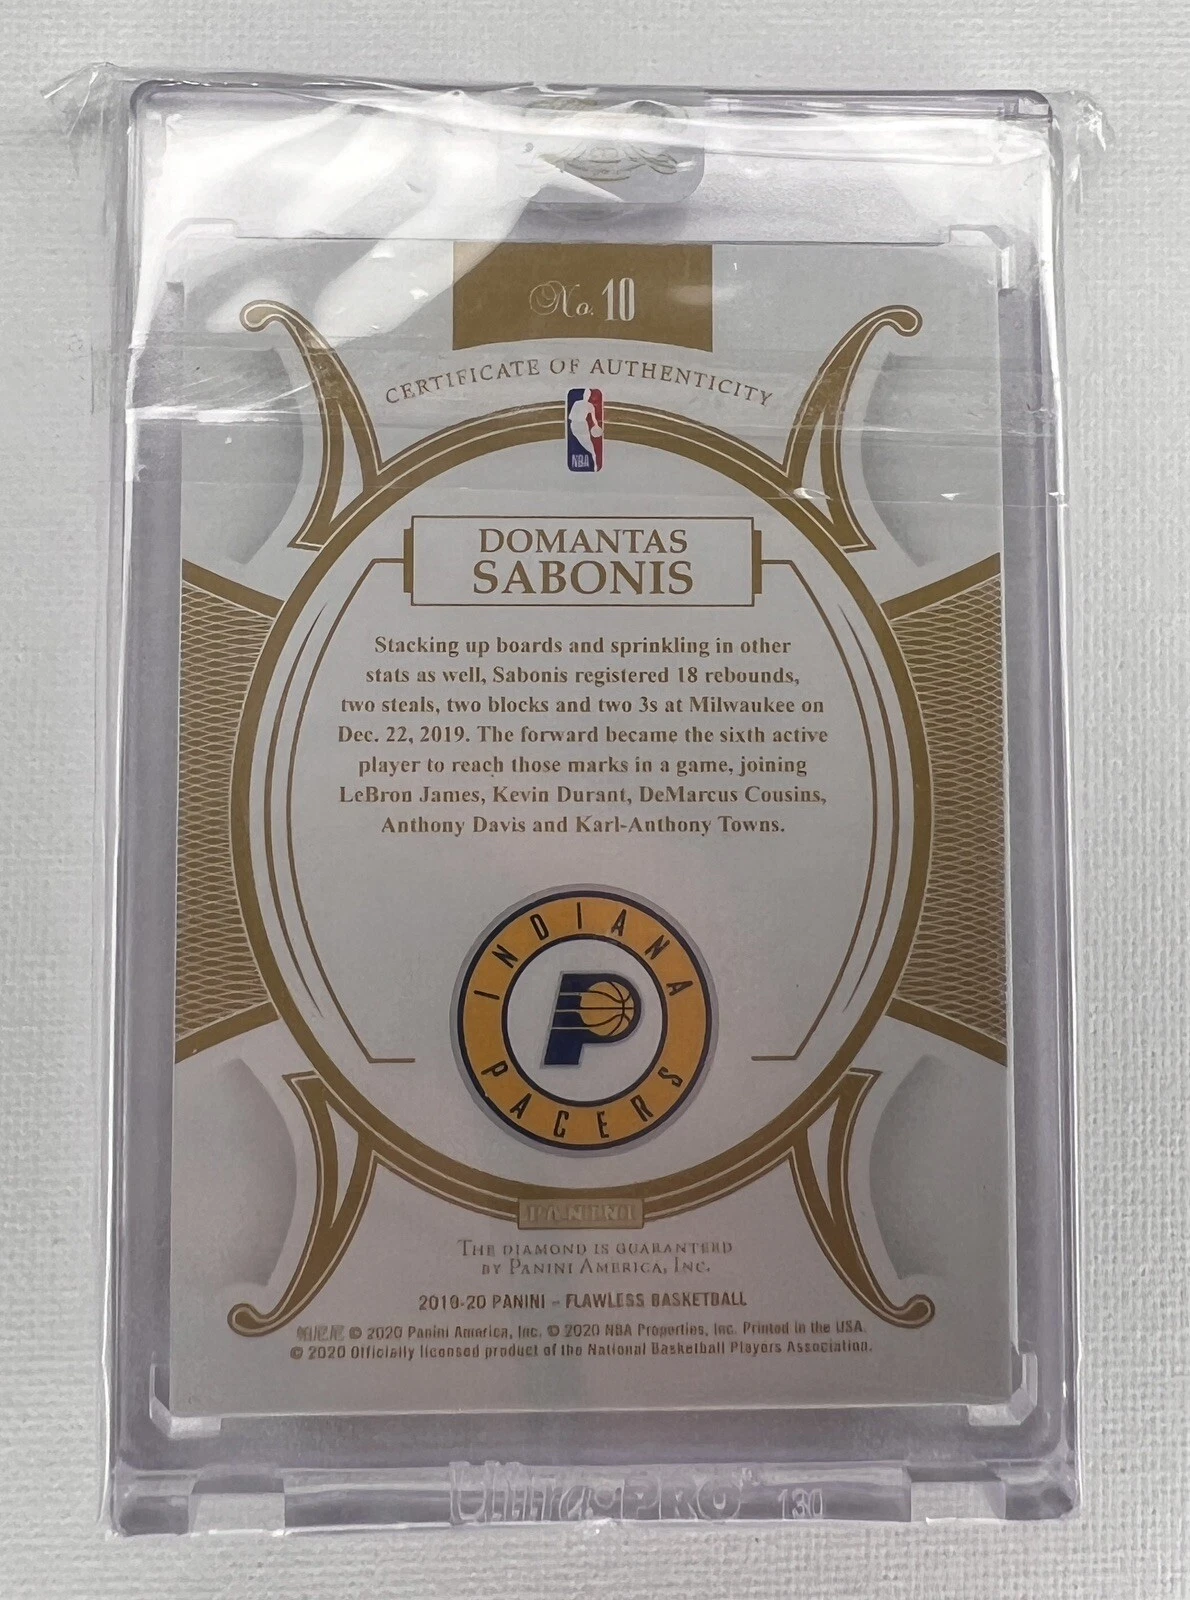 No. 10
CERTIFICATE OF AUTHENTICITY
NBA
DOMANTAS
SABONIS
Stacking up boards and sprinkling in other
stats as well, Sabonis registered 18 rebounds,
two steals, two blocks and two 3s at Milwaukee on
Dec. 22, 2019. The forward became the sixth active
player to reach those marks in a game, joining
LeBron James, Kevin Durant, DeMarcus Cousins,
Anthony Davis and Karl-Anthony Towns.
INDIANA
P
PACERS
PANINI
THE DIAMOND IS GUARANTEED
BY PANINI AMERICA, INC.
2019-20 PANINI – FLAWLESS BASKETBALL
© 2020 Panini America, Inc. © 2020 NBA Properties, Inc. Printed in the USA.
© 2020 Officially licensed product of the National Basketball Players Association.
Ultra•PRO® 130